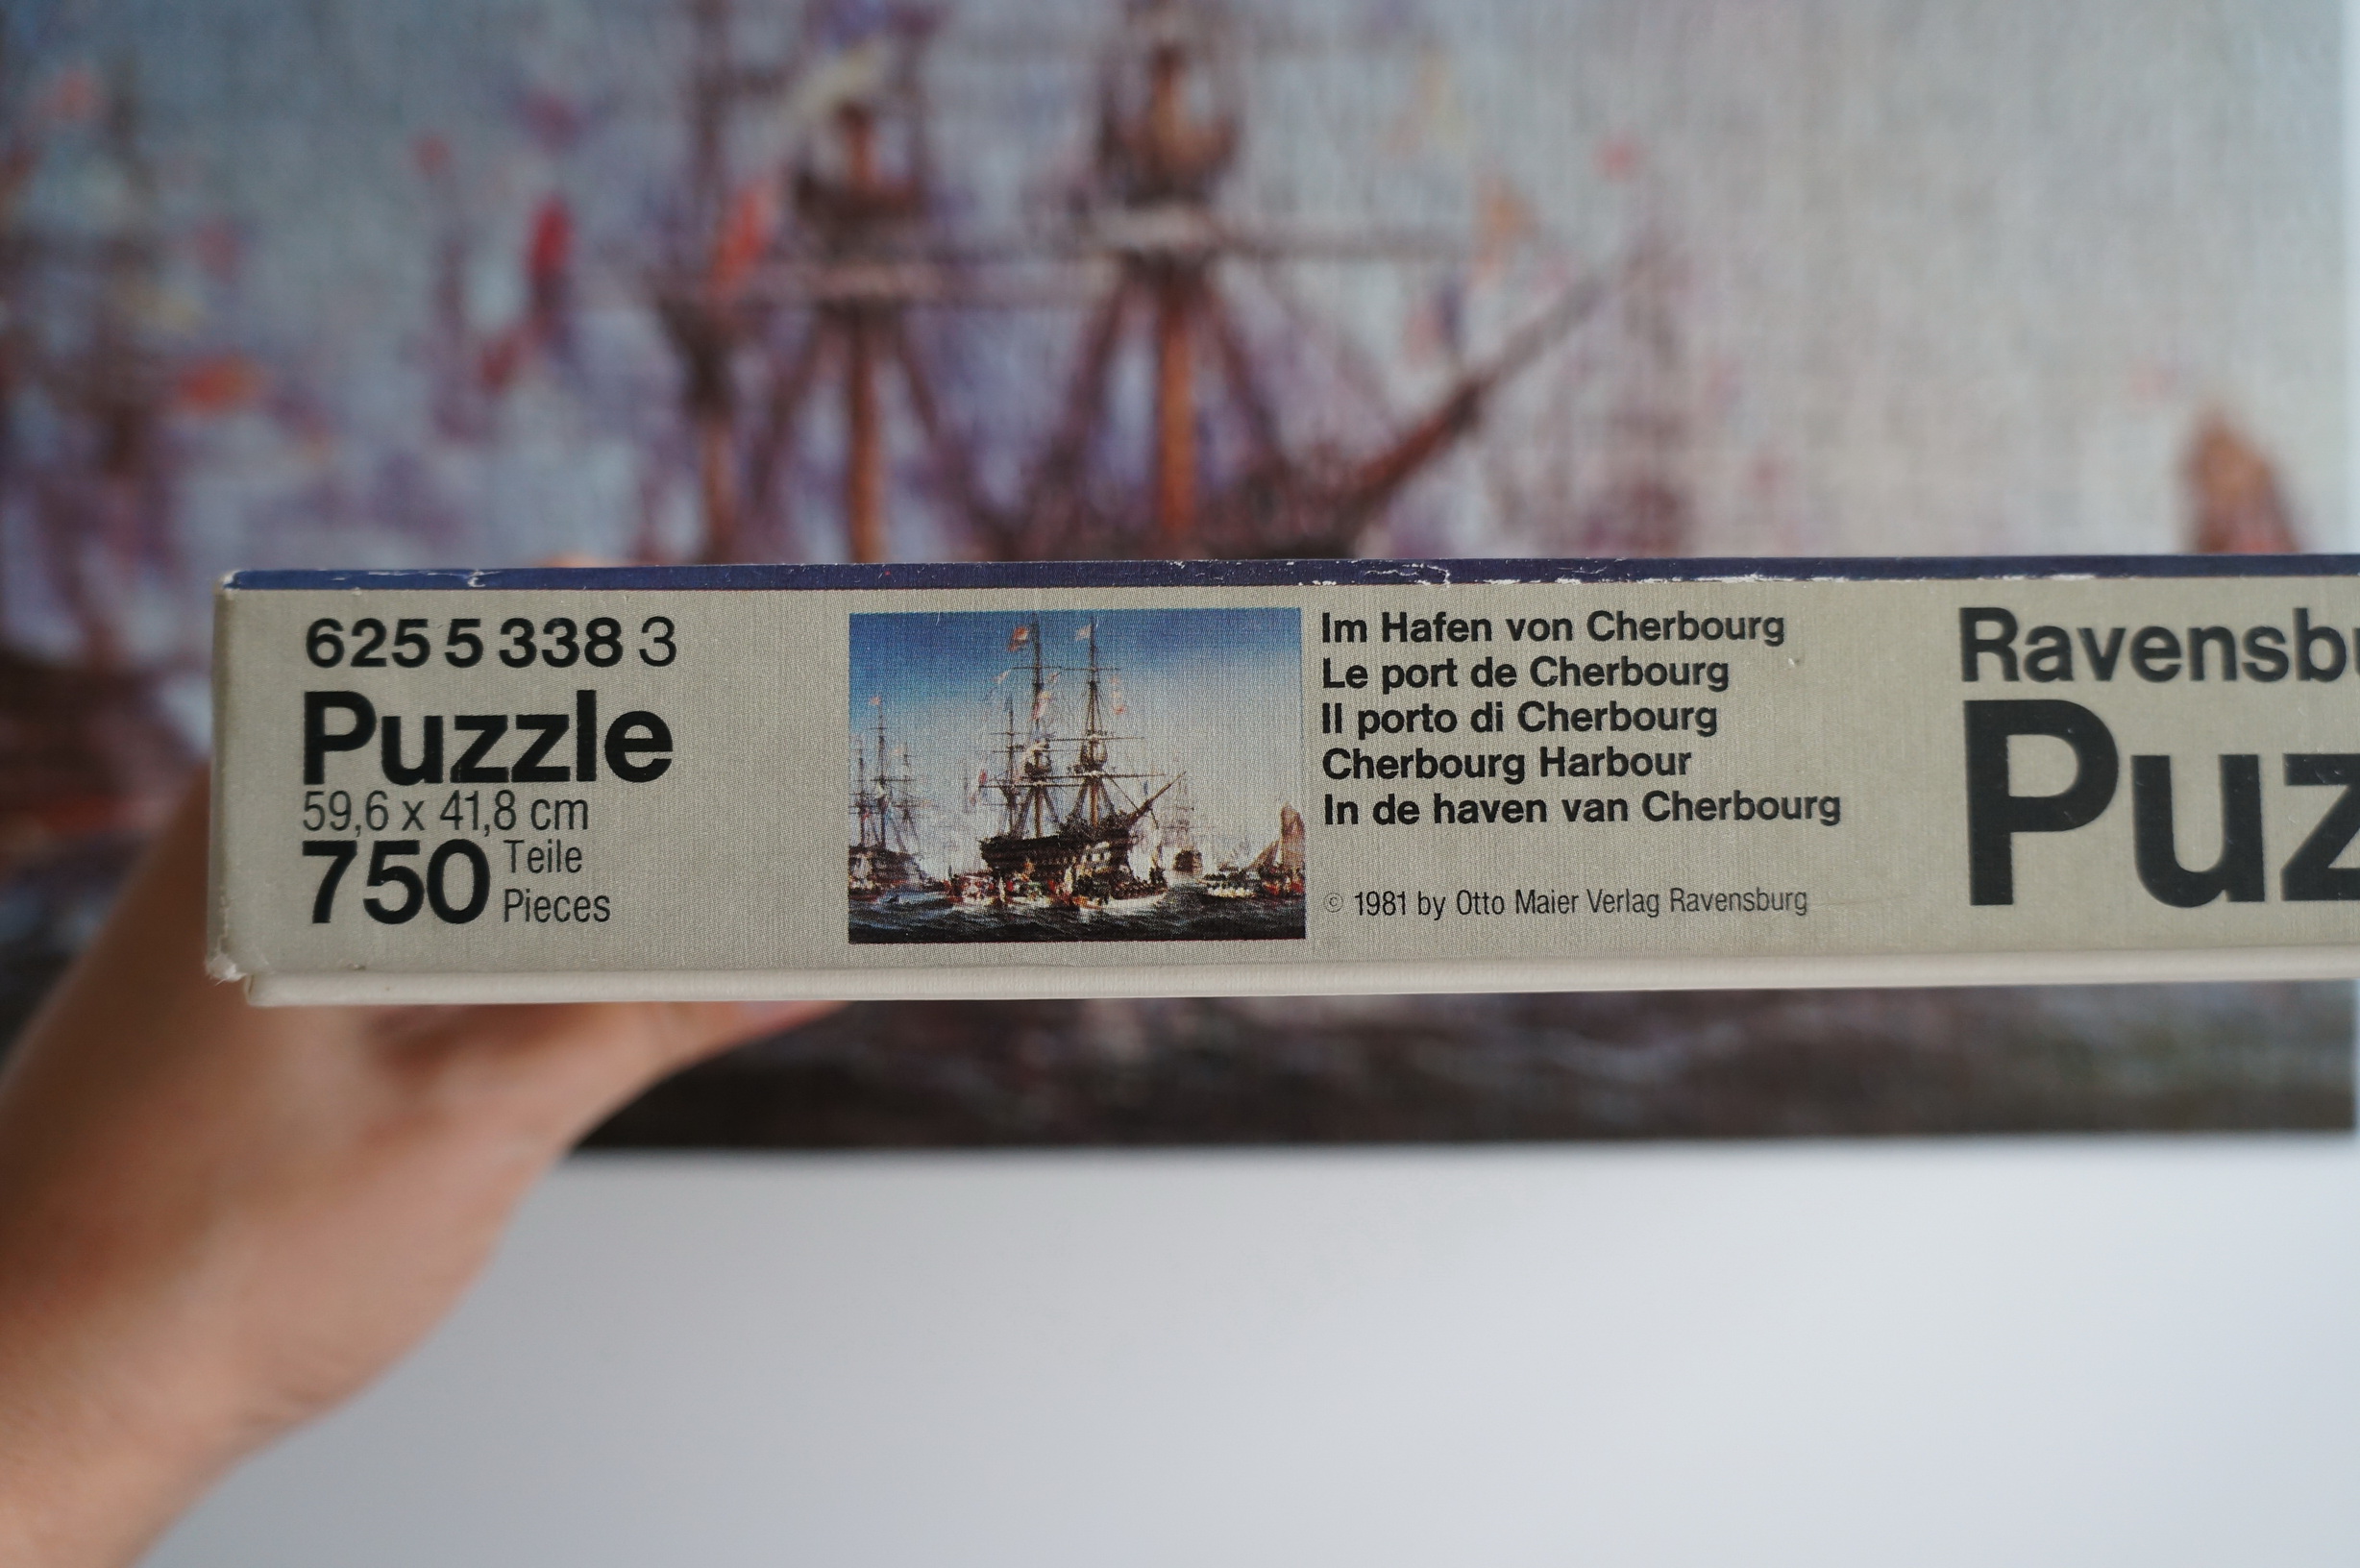 625 5 338 3
Puzzle
59,6 x 41,8 cm
750 Teile
Pieces
Im Hafen von Cherbourg
Le port de Cherbourg
Il porto di Cherbourg
Cherbourg Harbour
In de haven van Cherbourg
© 1981 by Otto Maier Verlag Ravensburg
Ravensbu
Puz